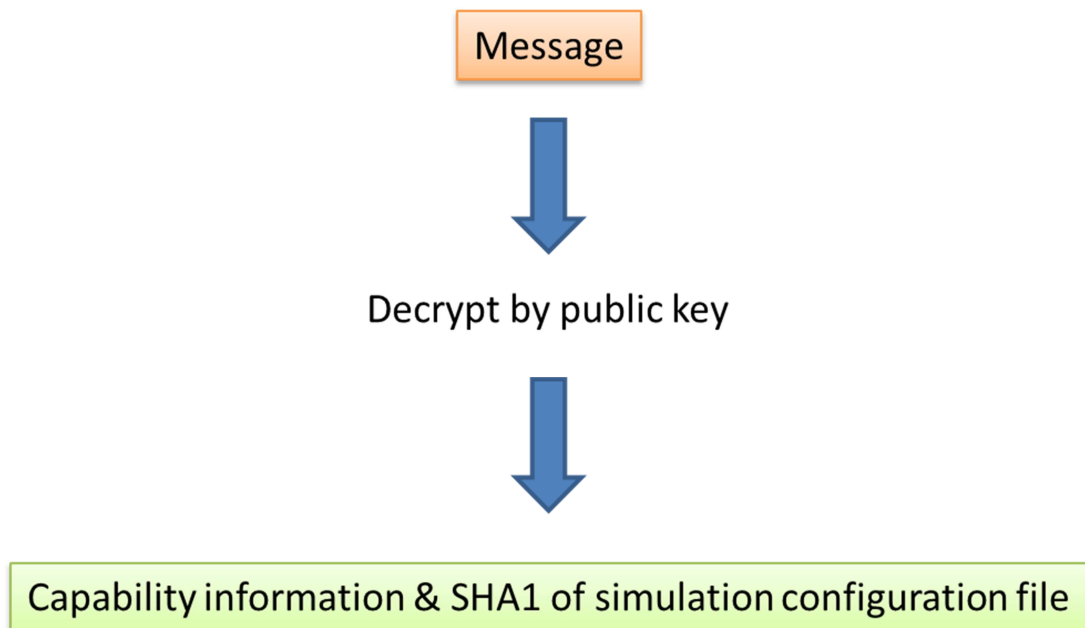 Message
Decrypt by public key
Capability information & SHA1 of simulation configuration file